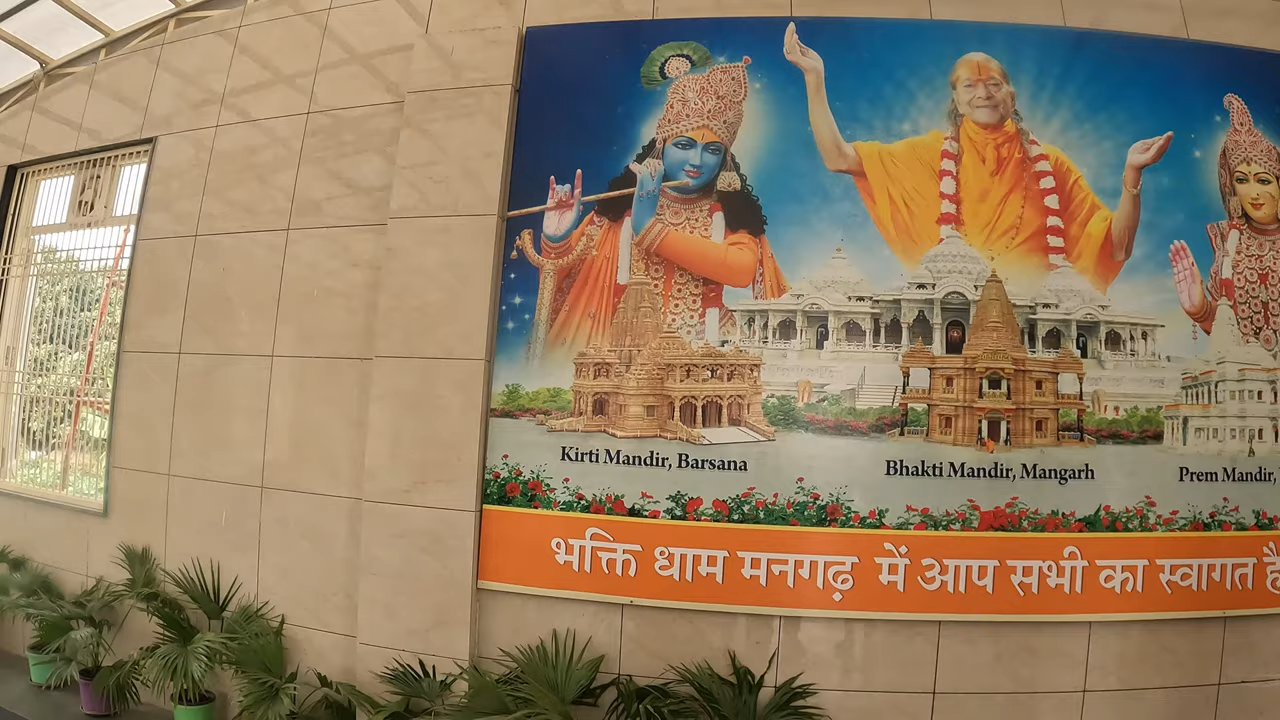 Kirti Mandir, Barsana
Bhakti Mandir, Mangarh
Prem Mandir,
भक्ति धाम मनगढ़ में आप सभी का स्वागत है